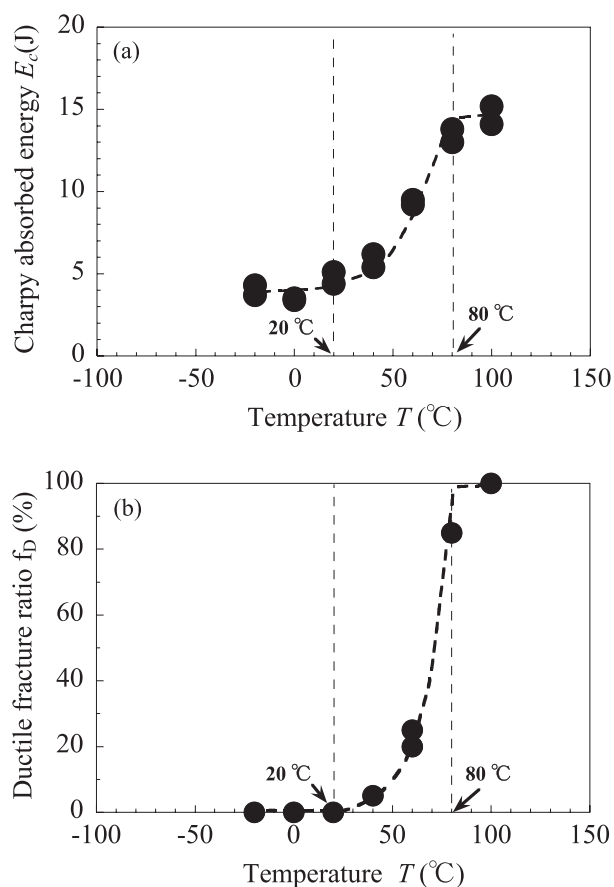 (a)
Charpy absorbed energy E_c(J)
20
15
10
5
0
20 ℃
80 ℃
-100 -50 0 50 100 150
Temperature T (℃)
(b)
Ductile fracture ratio f_D (%)
100
80
60
40
20
0
20 ℃
80 ℃
-100 -50 0 50 100 150
Temperature T (℃)